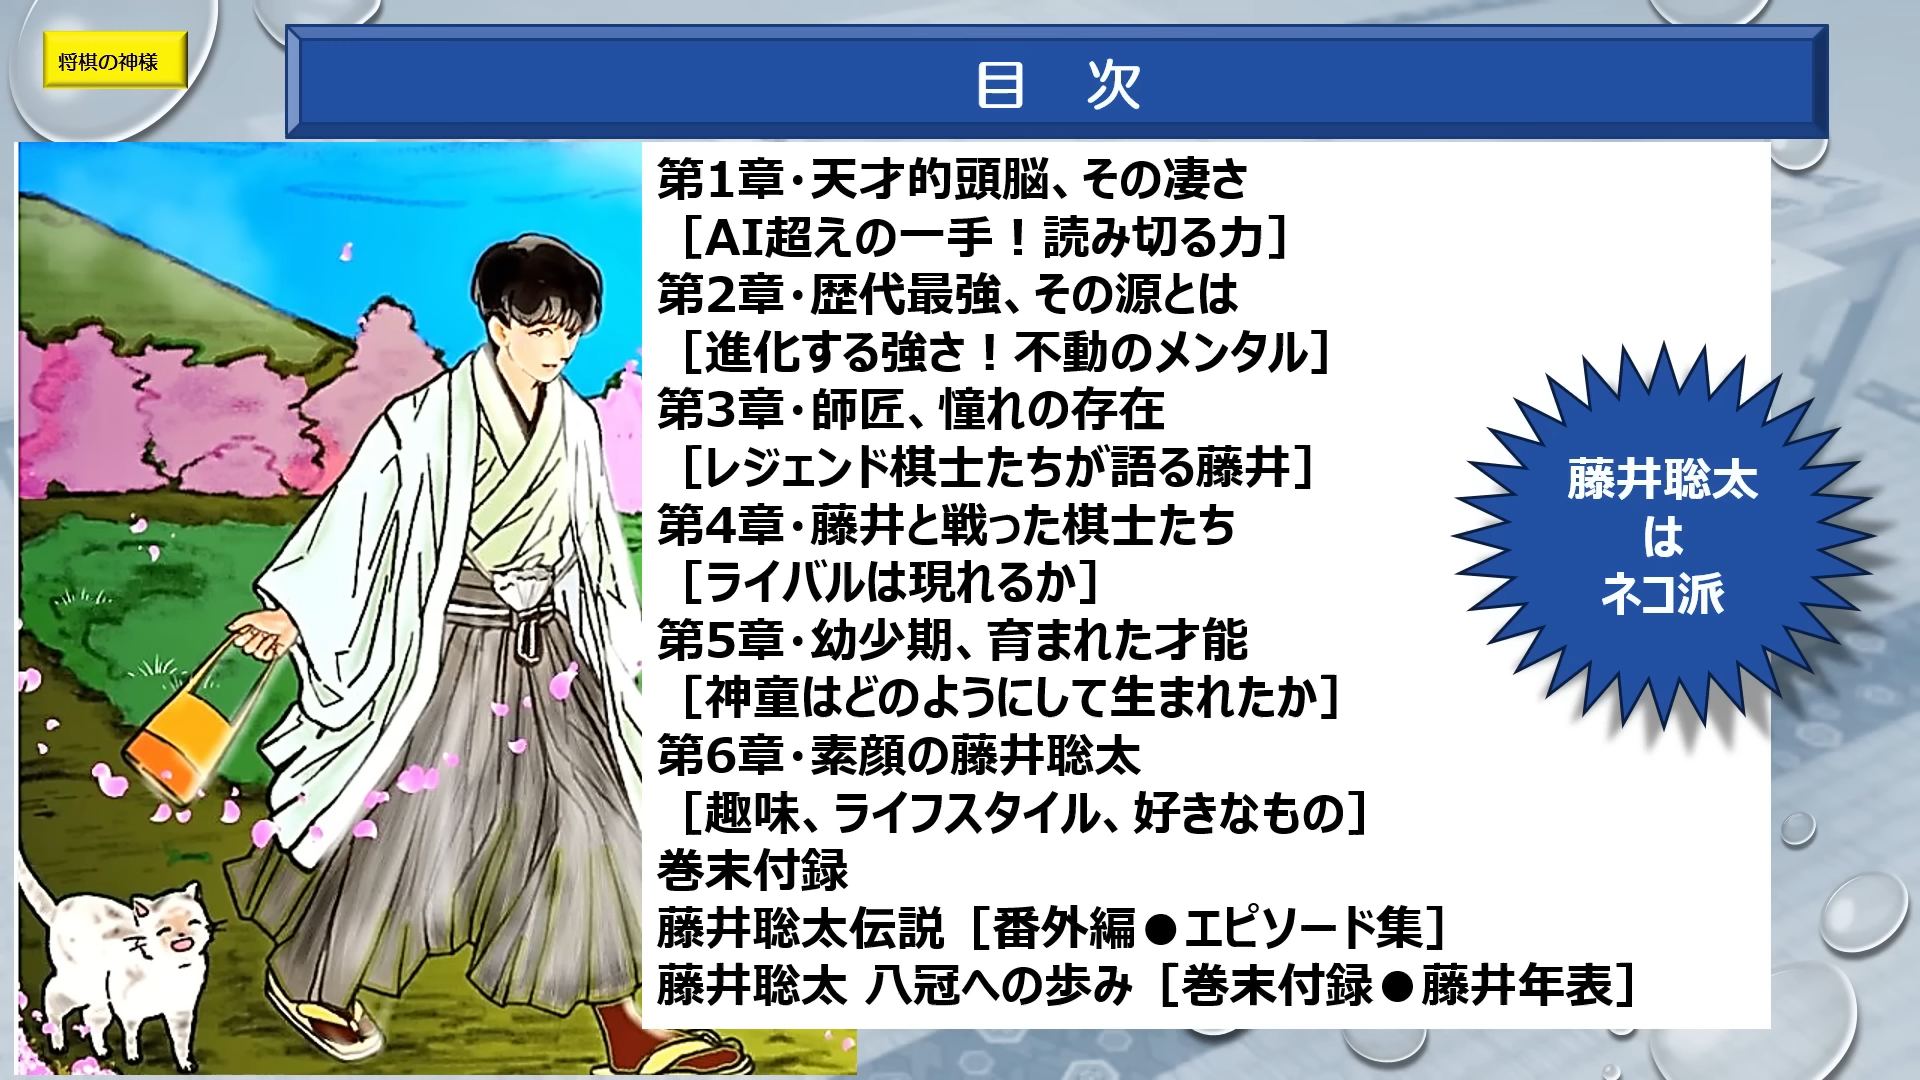 将棋の神様
目　次
第1章・天才的頭脳、その凄さ
［AI超えの一手！読み切る力］
第2章・歴代最強、その源とは
［進化する強さ！不動のメンタル］
第3章・師匠、憧れの存在
［レジェンド棋士たちが語る藤井］
第4章・藤井と戦った棋士たち
［ライバルは現れるか］
第5章・幼少期、育まれた才能
［神童はどのようにして生まれたか］
第6章・素顔の藤井聡太
［趣味、ライフスタイル、好きなもの］
巻末付録
藤井聡太伝説［番外編●エピソード集］
藤井聡太 八冠への歩み［巻末付録●藤井年表］
藤井聡太
は
ネコ派